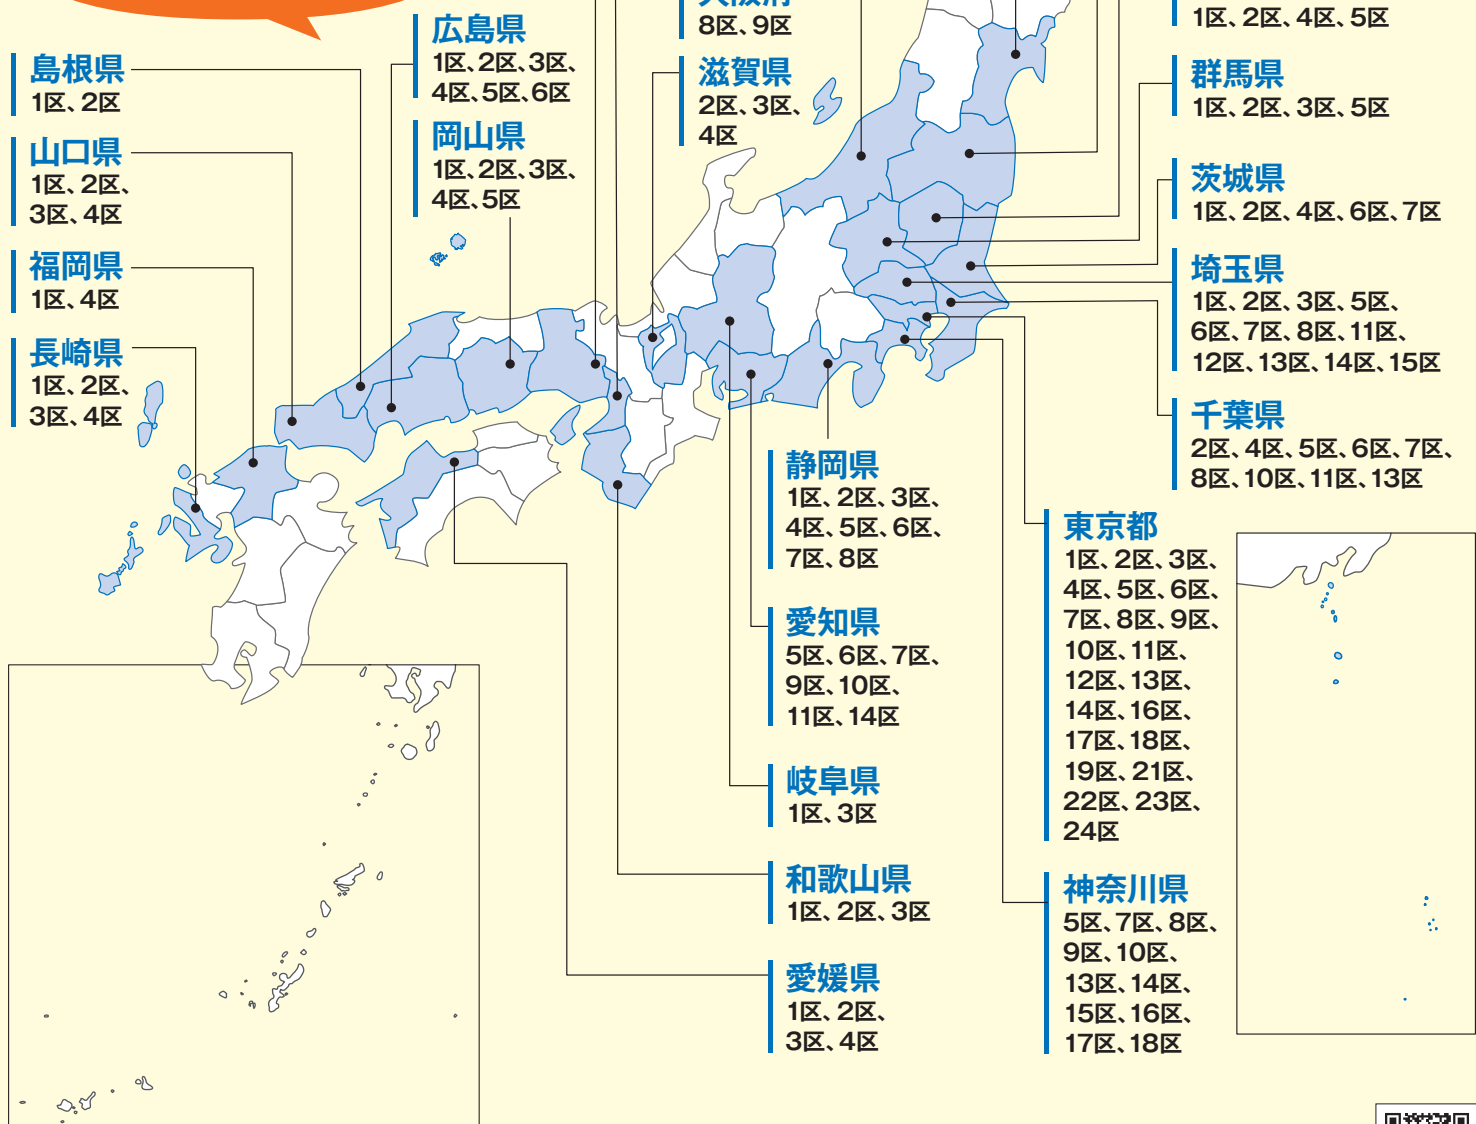 大阪府
8区、9区
1区、2区、4区、5区
広島県
1区、2区、3区、
4区、5区、6区
島根県
1区、2区
滋賀県
2区、3区、
4区
群馬県
1区、2区、3区、5区
岡山県
1区、2区、3区、
4区、5区
山口県
1区、2区、
3区、4区
茨城県
1区、2区、4区、6区、7区
福岡県
1区、4区
埼玉県
1区、2区、3区、5区、
6区、7区、8区、11区、
12区、13区、14区、15区
長崎県
1区、2区、
3区、4区
千葉県
2区、4区、5区、6区、7区、
8区、10区、11区、13区
静岡県
1区、2区、3区、
4区、5区、6区、
7区、8区
東京都
1区、2区、3区、
4区、5区、6区、
7区、8区、9区、
10区、11区、
12区、13区、
14区、16区、
17区、18区、
19区、21区、
22区、23区、
24区
愛知県
5区、6区、7区、
9区、10区、
11区、14区
岐阜県
1区、3区
和歌山県
1区、2区、3区
神奈川県
5区、7区、8区、
9区、10区、
13区、14区、
15区、16区、
17区、18区
愛媛県
1区、2区、
3区、4区